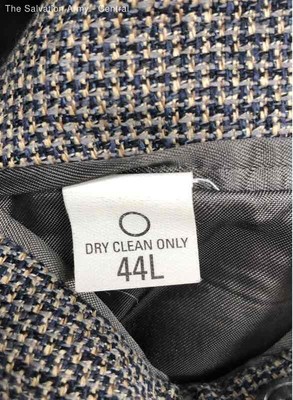 The Salvation Army - Central
DRY CLEAN ONLY
44L